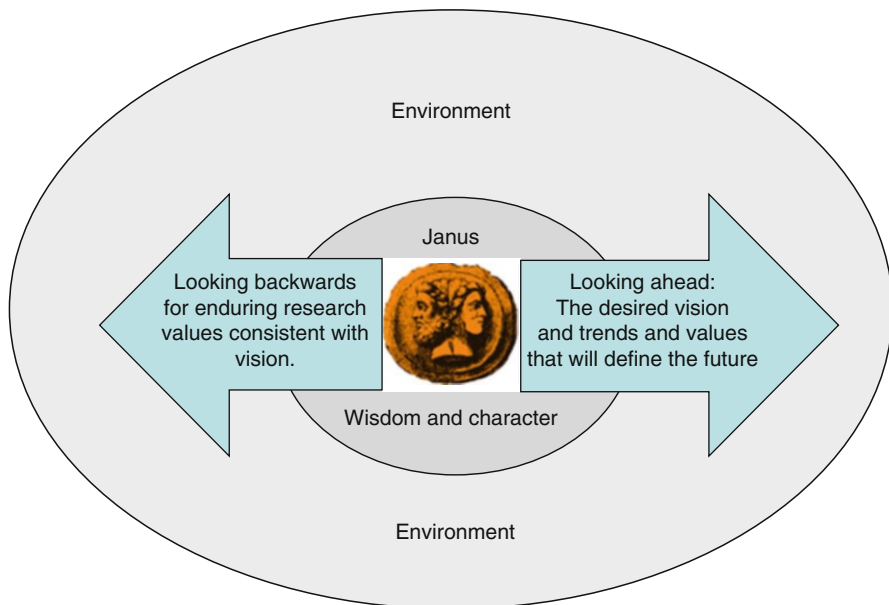 Environment
Janus
Looking backwards
for enduring research
values consistent with
vision.
Looking ahead:
The desired vision
and trends and values
that will define the future
Wisdom and character
Environment